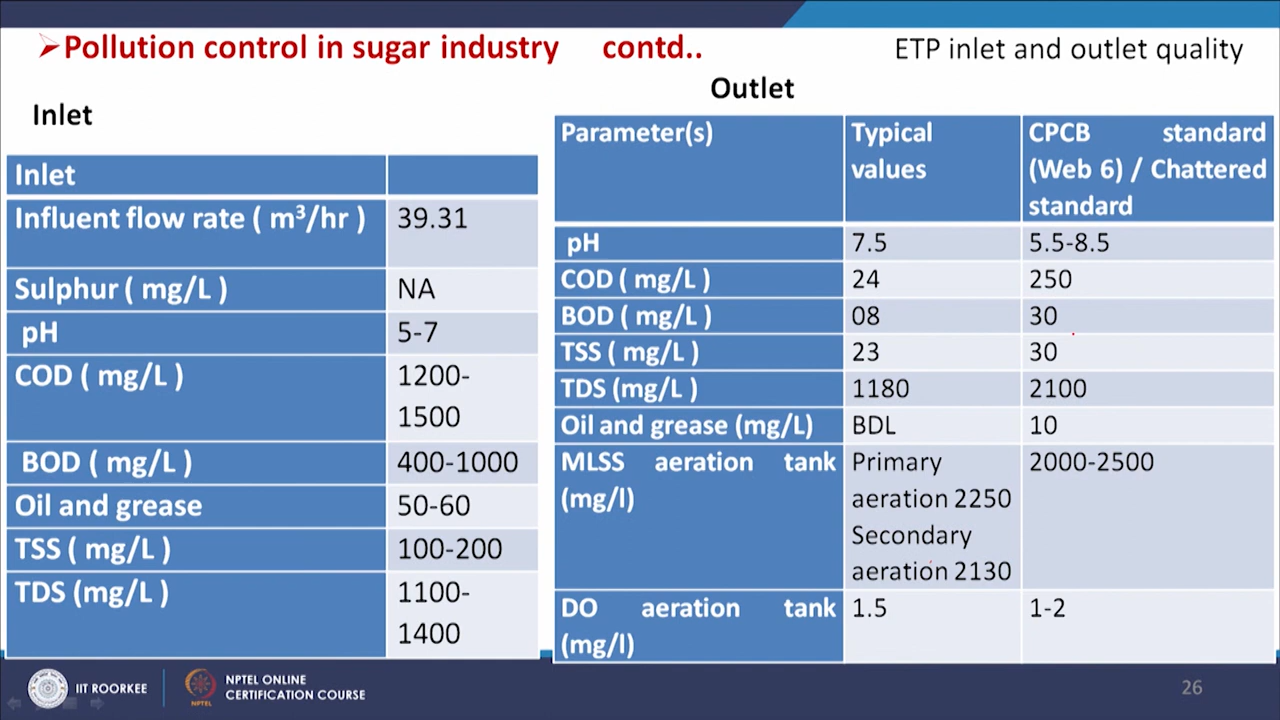 ➢Pollution control in sugar industry contd..
ETP inlet and outlet quality
Inlet
Inlet
Influent flow rate ( m³/hr ) 39.31
Sulphur ( mg/L ) NA
pH 5-7
COD ( mg/L ) 1200-
1500
BOD ( mg/L ) 400-1000
Oil and grease 50-60
TSS ( mg/L ) 100-200
TDS (mg/L ) 1100-
1400
Outlet
Parameter(s) Typical CPCB standard
values (Web 6) / Chattered
standard
pH 7.5 5.5-8.5
COD ( mg/L ) 24 250
BOD ( mg/L ) 08 30
TSS ( mg/L ) 23 30
TDS (mg/L ) 1180 2100
Oil and grease (mg/L) BDL 10
MLSS aeration tank Primary 2000-2500
(mg/l) aeration 2250
Secondary
aeration 2130
DO aeration tank 1.5 1-2
(mg/l)
IIT ROORKEE
NPTEL
NPTEL ONLINE
CERTIFICATION COURSE
26